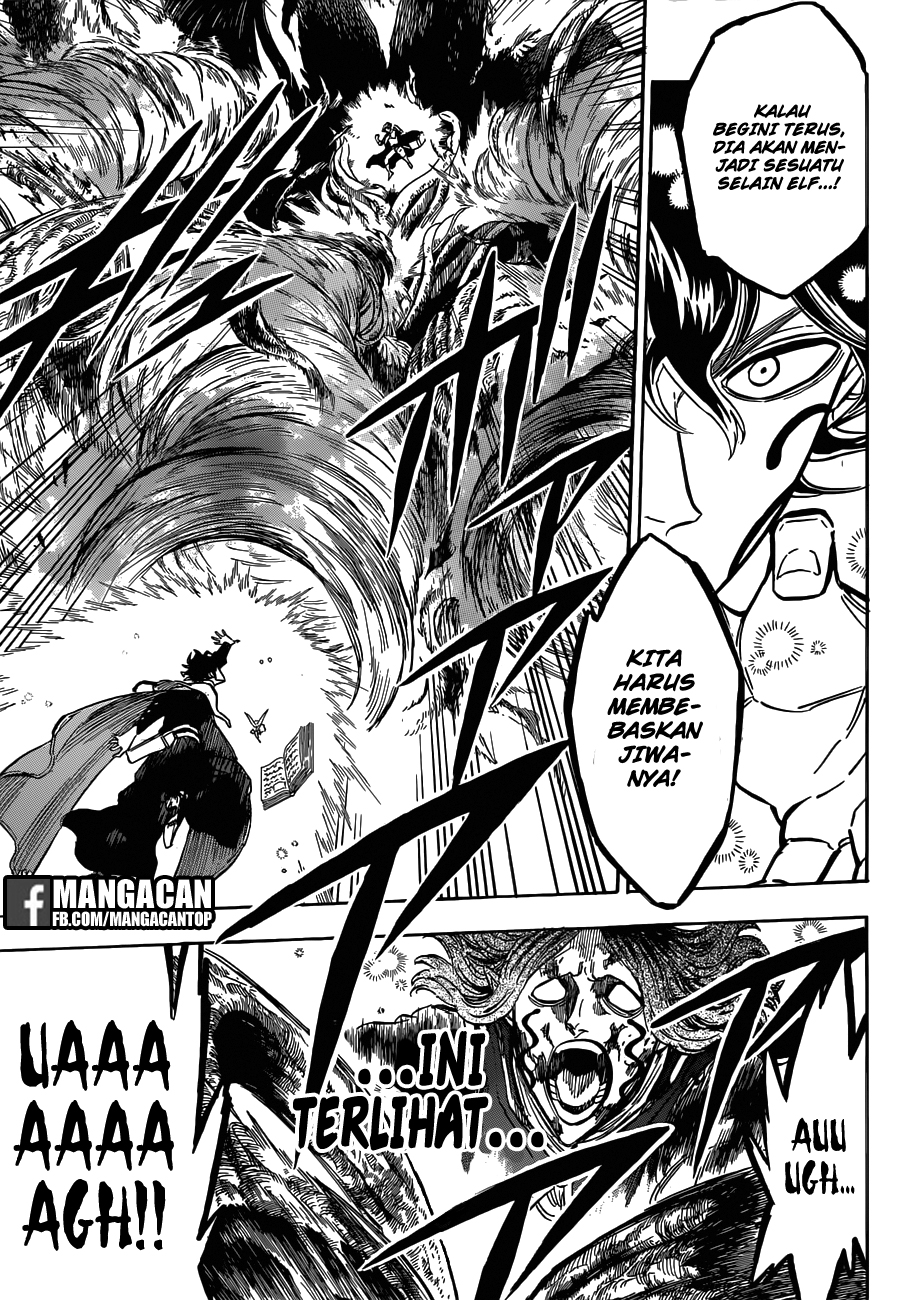 KALAU
BEGINI TERUS,
DIA AKAN MEN-
JADI SESUATU
SELAIN ELF...!
KITA
HARUS
MEMBE-
BASKAN
JIWA-
NYA!
f MANGACAN
FB.COM/MANGACANTOP
AUU
UGH...
...INI
TERLIHAT...
UAAA
AAAA
AGH!!